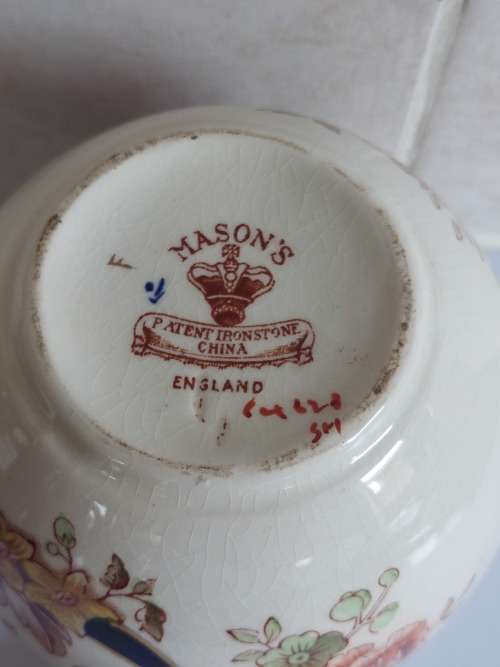 MASON'S
F
PATENT IRONSTONE
CHINA
ENGLAND